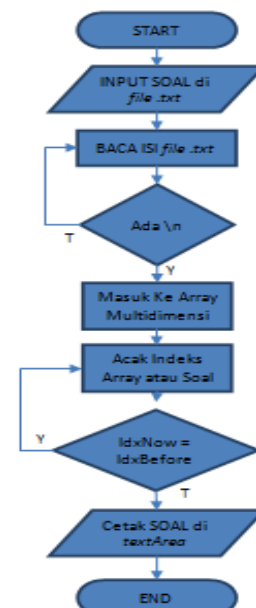 START
INPUT SOAL di
file .txt
BACA ISI file .txt
Ada \n
T
Y
Masuk Ke Array
Multidimensi
Acak Indeks
Array atau Soal
Y
IdxNow =
IdxBefore
T
Cetak SOAL di
textArea
END